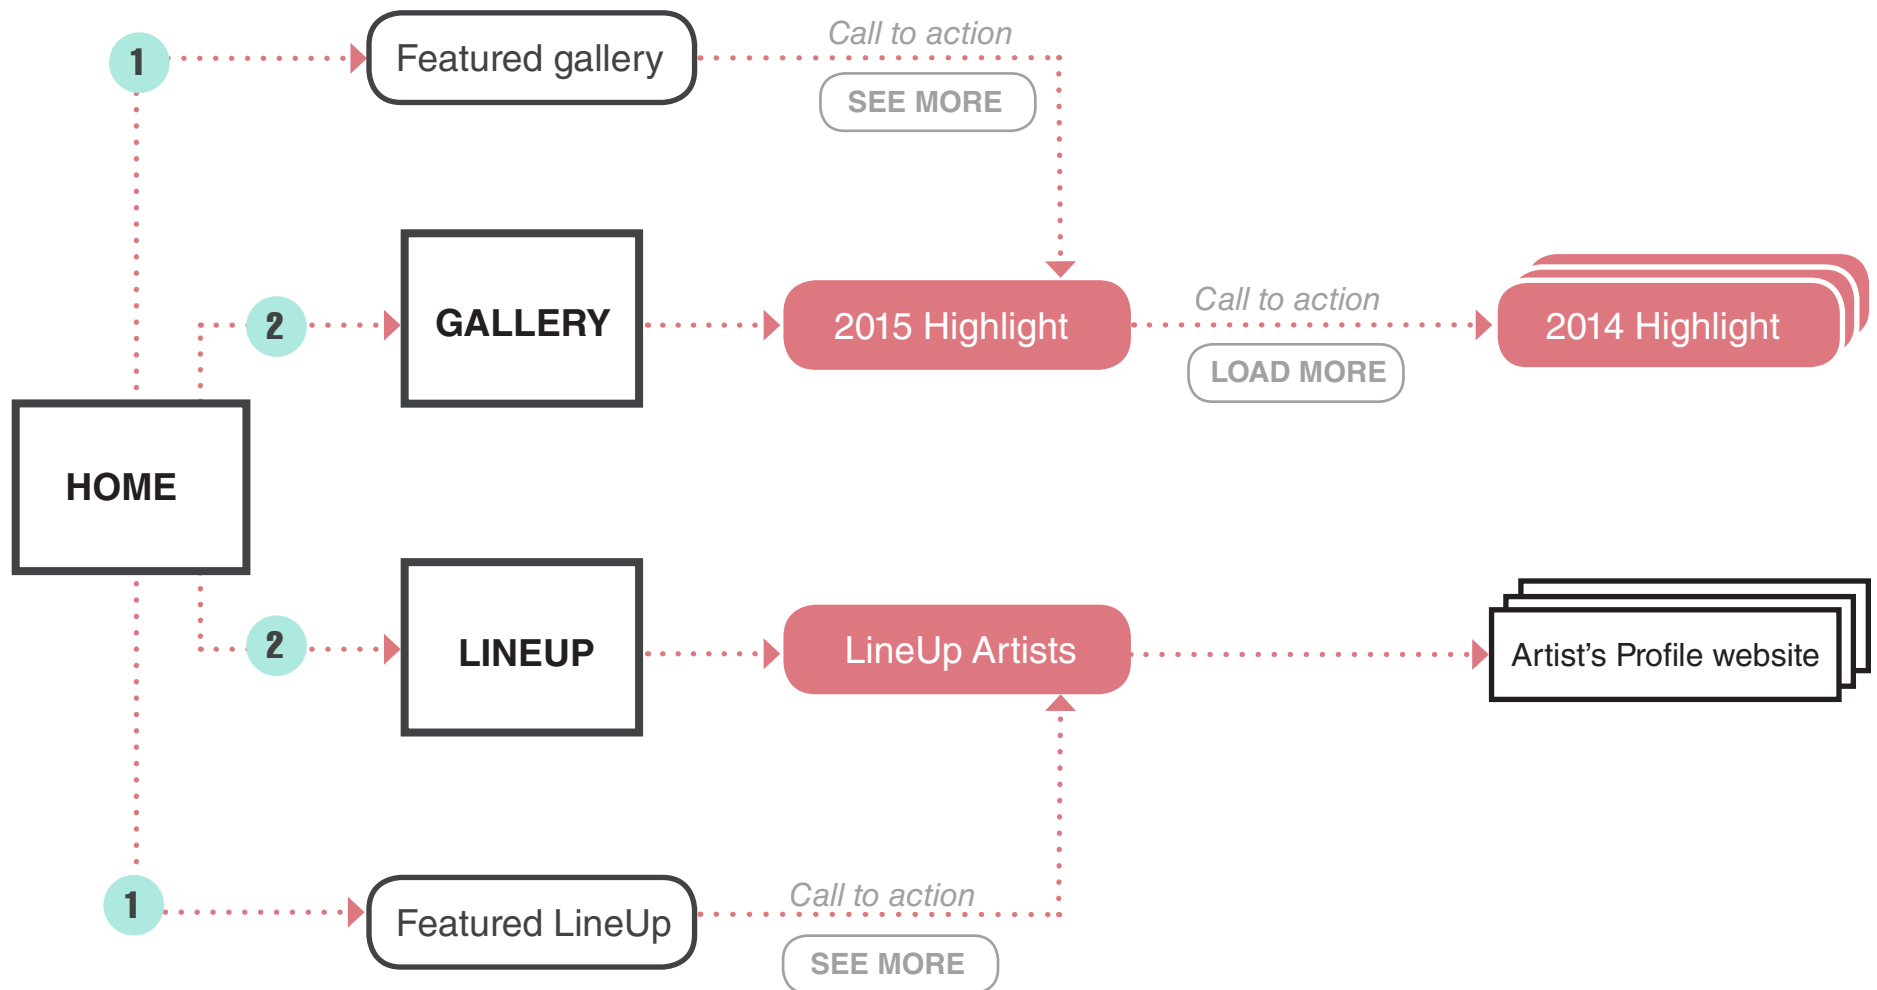 1
Featured gallery
Call to action
SEE MORE
2
GALLERY
2015 Highlight
Call to action
LOAD MORE
2014 Highlight
HOME
2
LINEUP
LineUp Artists
Artist’s Profile website
1
Featured LineUp
Call to action
SEE MORE